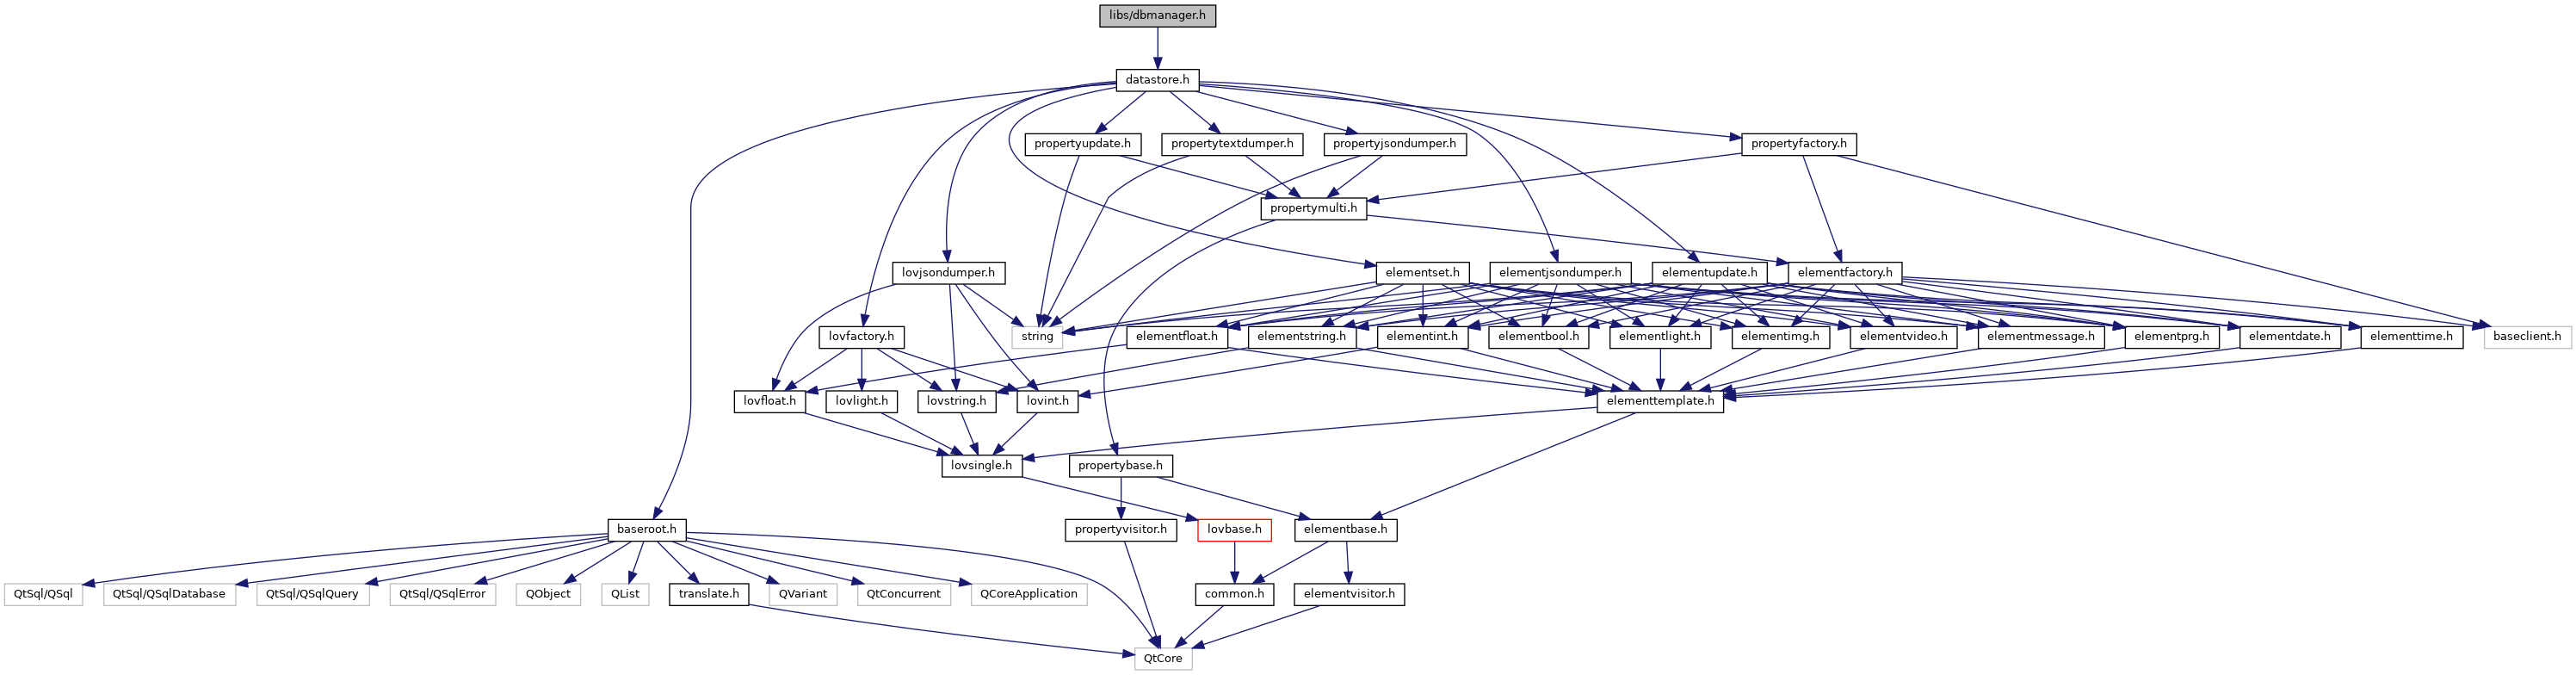 libs/dbmanager.h
datastore.h
propertyupdate.h
propertytextdumper.h
propertyjsondumper.h
propertyfactory.h
propertymulti.h
lovjsondumper.h
elementset.h
elementjsondumper.h
elementupdate.h
elementfactory.h
lovfactory.h
string
elementfloat.h
elementstring.h
elementint.h
elementbool.h
elementlight.h
elementimg.h
elementvideo.h
elementmessage.h
elementprg.h
elementdate.h
elementtime.h
baseclient.h
lovfloat.h
lovlight.h
lovstring.h
lovint.h
elementtemplate.h
lovsingle.h
propertybase.h
baseroot.h
propertyvisitor.h
lovbase.h
elementbase.h
QtSql/QSql
QtSql/QSqlDatabase
QtSql/QSqlQuery
QtSql/QSqlError
QObject
QList
translate.h
QVariant
QtConcurrent
QCoreApplication
common.h
elementvisitor.h
QtCore